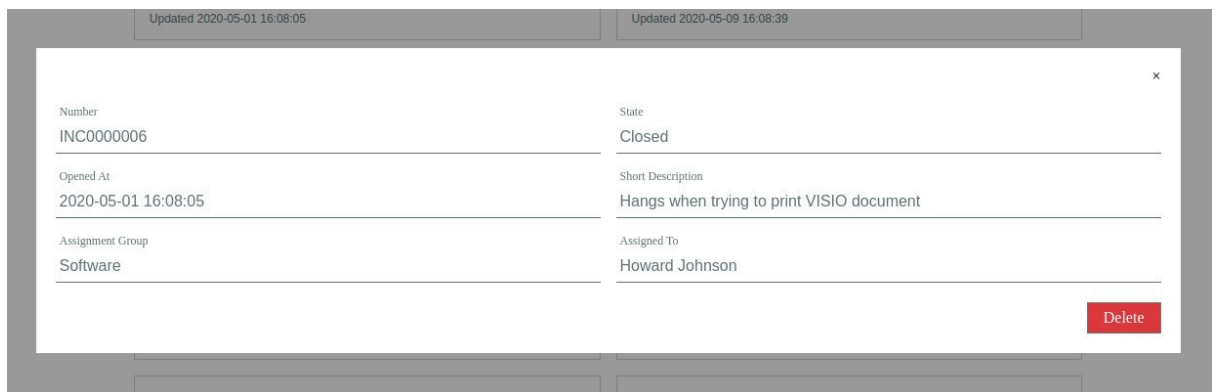 Updated 2020-05-01 16:08:05
Updated 2020-05-09 16:08:39
×
Number
INC0000006
State
Closed
Opened At
2020-05-01 16:08:05
Short Description
Hangs when trying to print VISIO document
Assignment Group
Software
Assigned To
Howard Johnson
Delete